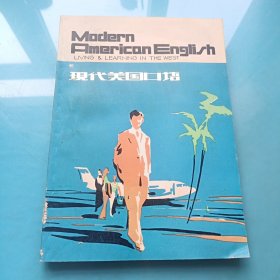 Modern
American English
LIVING & LEARNING IN THE WEST
现代美国口语